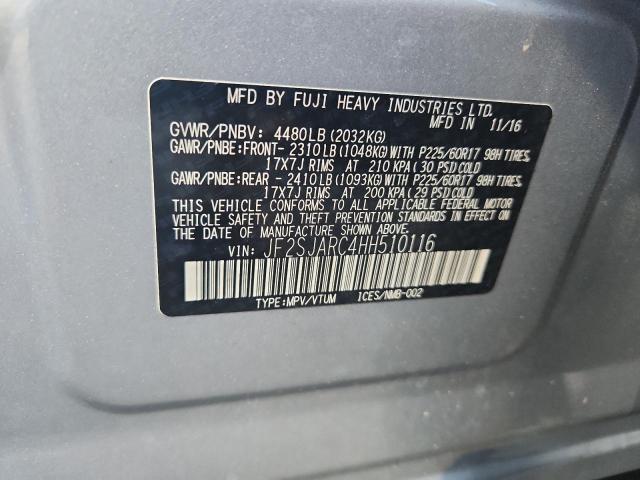 MFD BY FUJI HEAVY INDUSTRIES LTD.
MFD IN 11/16
GVWR/PNBV: 4480LB (2032KG)
GAWR/PNBE:FRONT- 2310LB (1048KG) WITH P225/60R17 98H TIRES,
17X7J RIMS AT 210 KPA (30 PSI) COLD
GAWR/PNBE:REAR - 2410LB (1093KG) WITH P225/60R17 98H TIRES,
17X7J RIMS AT 200 KPA (29 PSI) COLD
THIS VEHICLE CONFORMS TO ALL APPLICABLE FEDERAL MOTOR
VEHICLE SAFETY AND THEFT PREVENTION STANDARDS IN EFFECT ON
THE DATE OF MANUFACTURE SHOWN ABOVE.
VIN: JF2SJARC4HH510116
TYPE:MPV/VTUM ICES/NMB-002